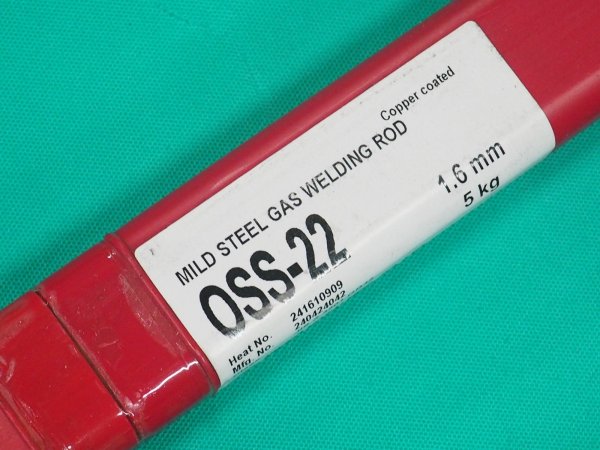 Copper coated
MILD STEEL GAS WELDING ROD
OSS-22
1.6 mm
5 kg
Heat No. 241610909
Mfg. No. 240424042